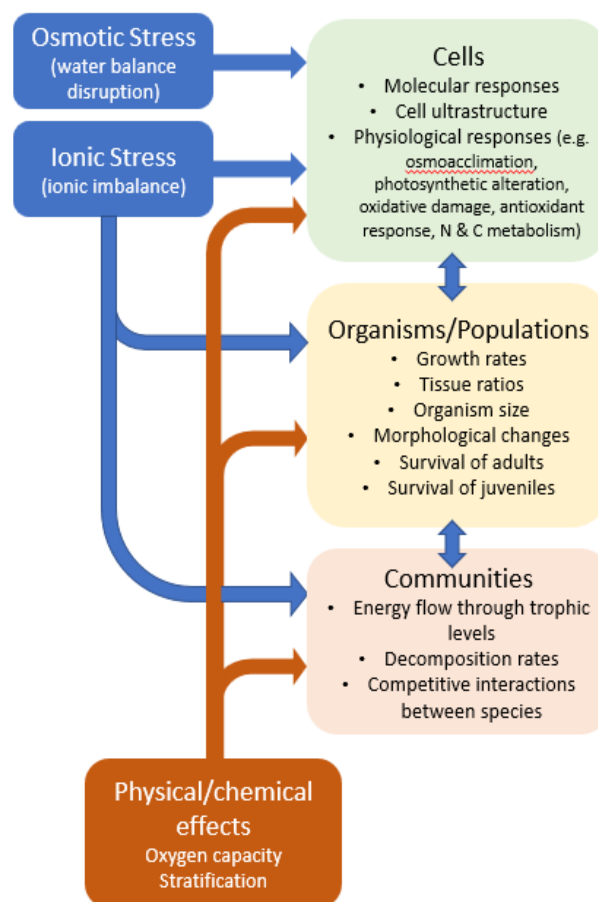 Osmotic Stress
(water balance
disruption)
Ionic Stress
(ionic imbalance)
Cells
• Molecular responses
• Cell ultrastructure
• Physiological responses (e.g.
osmoacclimation,
photosynthetic alteration,
oxidative damage, antioxidant
response, N & C metabolism)
Organisms/Populations
• Growth rates
• Tissue ratios
• Organism size
• Morphological changes
• Survival of adults
• Survival of juveniles
Communities
• Energy flow through trophic
levels
• Decomposition rates
• Competitive interactions
between species
Physical/chemical
effects
Oxygen capacity
Stratification